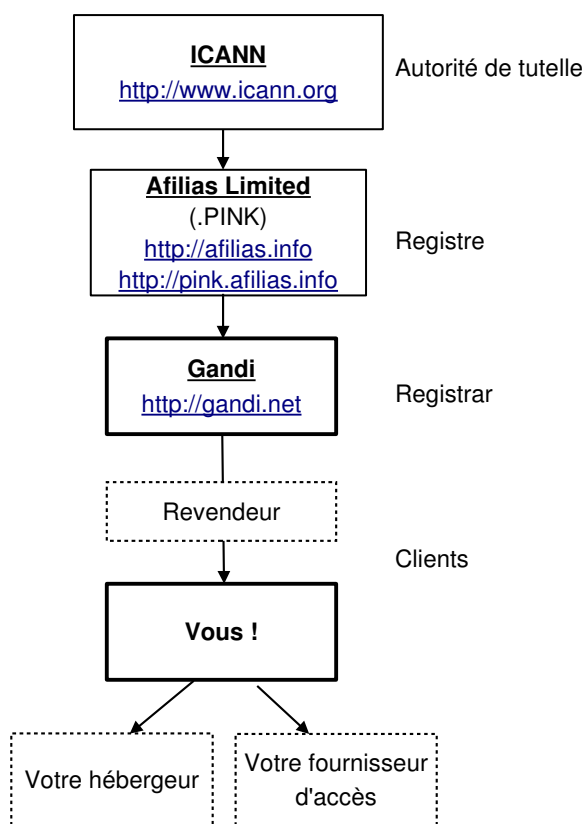 ICANN
http://www.icann.org
Autorité de tutelle
Afilias Limited
(.PINK)
http://afilias.info
http://pink.afilias.info
Registre
Gandi
http://gandi.net
Registrar
Revendeur
Clients
Vous !
Votre hébergeur
Votre fournisseur
d'accès